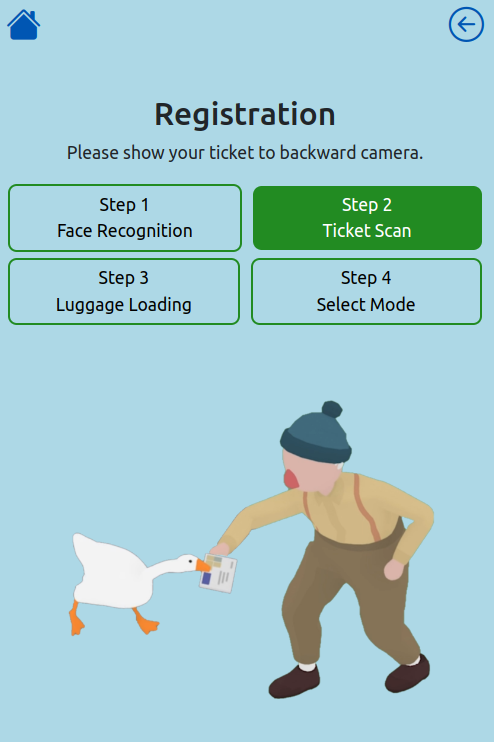 Registration
Please show your ticket to backward camera.
Step 1
Face Recognition
Step 2
Ticket Scan
Step 3
Luggage Loading
Step 4
Select Mode